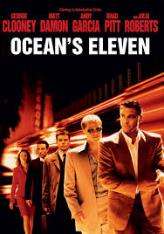 GEORGE MATT ANDY BRAD AND JULIA
CLOONEY DAMON GARCIA PITT ROBERTS
OCEAN'S ELEVEN